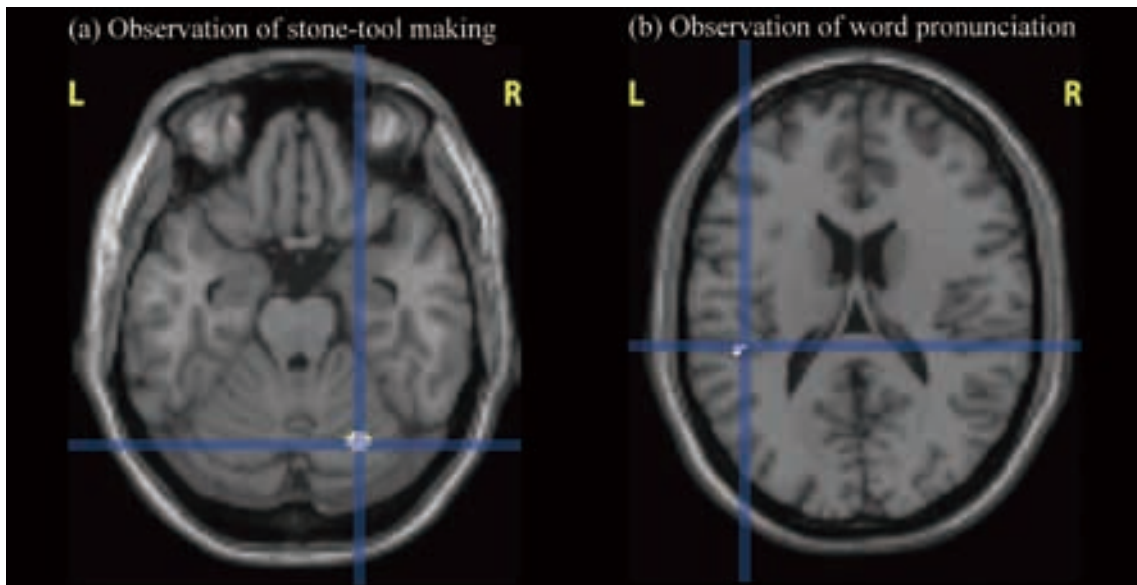 (a) Observation of stone-tool making
L R
(b) Observation of word pronunciation
L R